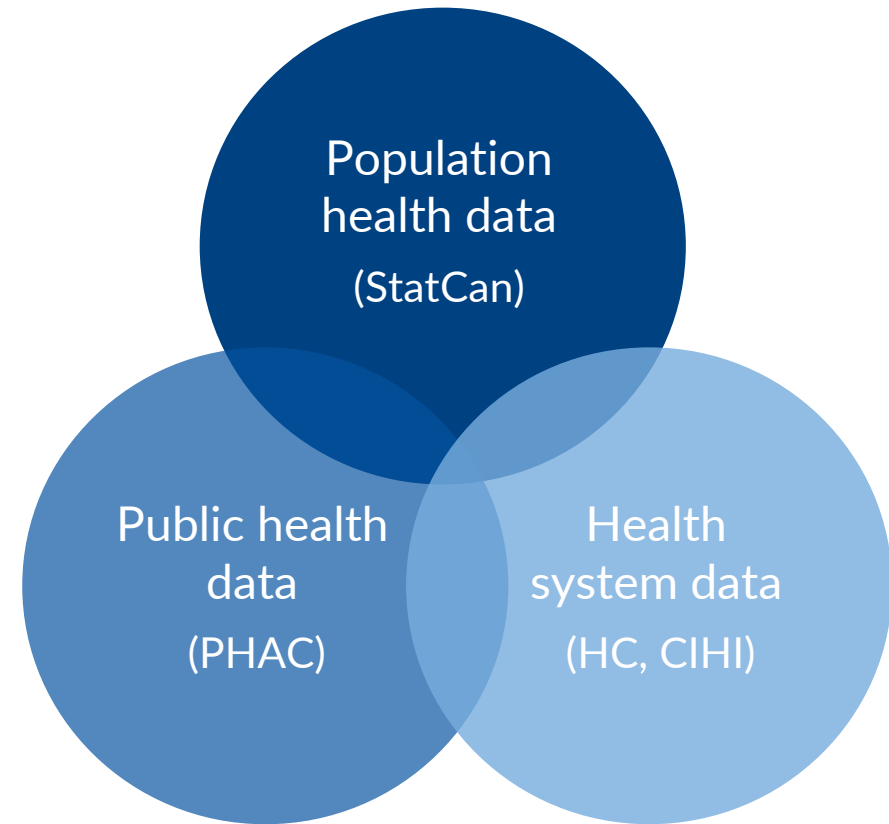 Population
health data
(StatCan)
Public health
data
(PHAC)
Health
system data
(HC, CIHI)